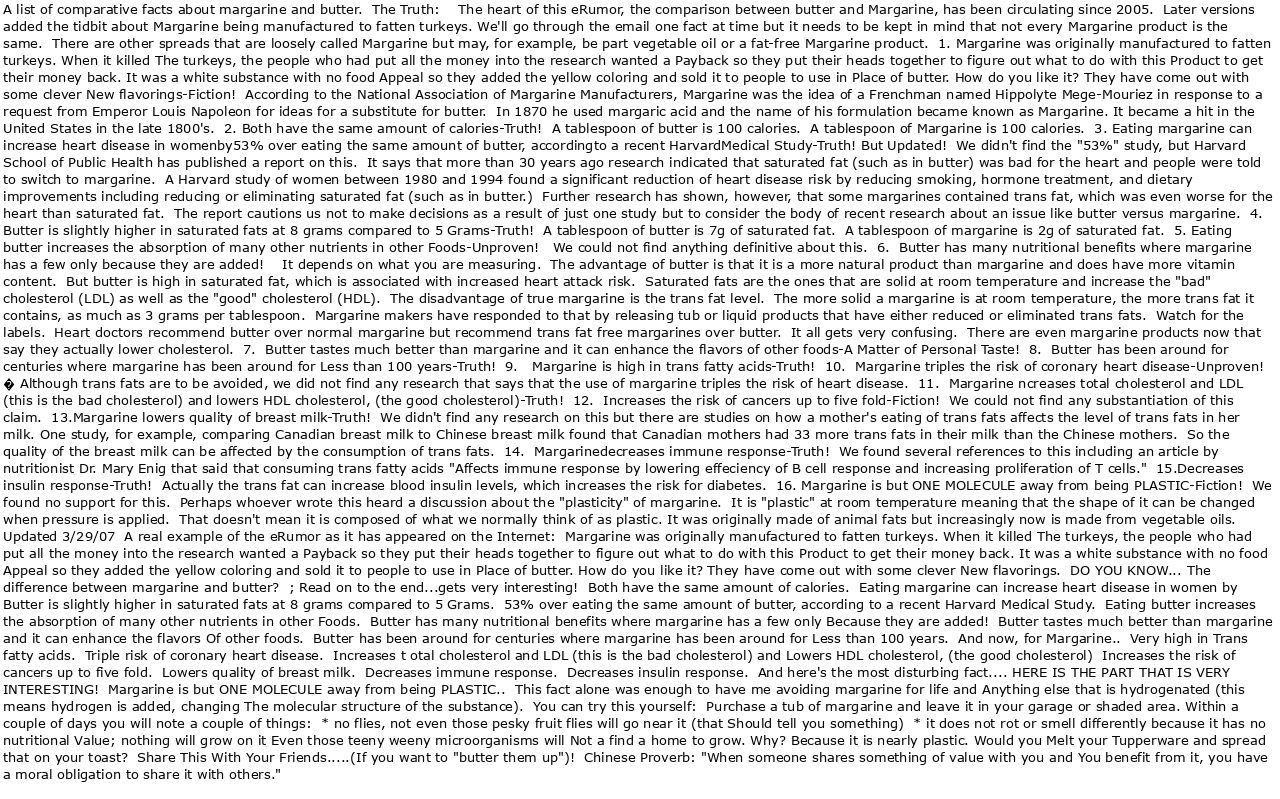 A list of comparative facts about margarine and butter.  The Truth:    The heart of this eRumor, the comparison between butter and Margarine, has been circulating since 2005.  Later versions
added the tidbit about Margarine being manufactured to fatten turkeys. We'll go through the email one fact at time but it needs to be kept in mind that not every Margarine product is the
same.  There are other spreads that are loosely called Margarine but may, for example, be part vegetable oil or a fat-free Margarine product.  1. Margarine was originally manufactured to fatten
turkeys. When it killed The turkeys, the people who had put all the money into the research wanted a Payback so they put their heads together to figure out what to do with this Product to get
their money back. It was a white substance with no food Appeal so they added the yellow coloring and sold it to people to use in Place of butter. How do you like it? They have come out with
some clever New flavorings-Fiction!  According to the National Association of Margarine Manufacturers, Margarine was the idea of a Frenchman named Hippolyte Mege-Mouriez in response to a
request from Emperor Louis Napoleon for ideas for a substitute for butter.  In 1870 he used margaric acid and the name of his formulation became known as Margarine. It became a hit in the
United States in the late 1800's.  2. Both have the same amount of calories-Truth!  A tablespoon of butter is 100 calories.  A tablespoon of Margarine is 100 calories.  3. Eating margarine can
increase heart disease in womenby53% over eating the same amount of butter, accordingto a recent HarvardMedical Study-Truth! But Updated!  We didn't find the "53%" study, but Harvard
School of Public Health has published a report on this.  It says that more than 30 years ago research indicated that saturated fat (such as in butter) was bad for the heart and people were told
to switch to margarine.  A Harvard study of women between 1980 and 1994 found a significant reduction of heart disease risk by reducing smoking, hormone treatment, and dietary
improvements including reducing or eliminating saturated fat (such as in butter.)  Further research has shown, however, that some margarines contained trans fat, which was even worse for the
heart than saturated fat.  The report cautions us not to make decisions as a result of just one study but to consider the body of recent research about an issue like butter versus margarine.  4.
Butter is slightly higher in saturated fats at 8 grams compared to 5 Grams-Truth!  A tablespoon of butter is 7g of saturated fat.  A tablespoon of margarine is 2g of saturated fat.  5. Eating
butter increases the absorption of many other nutrients in other Foods-Unproven!   We could not find anything definitive about this.  6.  Butter has many nutritional benefits where margarine
has a few only because they are added!    It depends on what you are measuring.  The advantage of butter is that it is a more natural product than margarine and does have more vitamin
content.  But butter is high in saturated fat, which is associated with increased heart attack risk.  Saturated fats are the ones that are solid at room temperature and increase the "bad"
cholesterol (LDL) as well as the "good" cholesterol (HDL).  The disadvantage of true margarine is the trans fat level.  The more solid a margarine is at room temperature, the more trans fat it
contains, as much as 3 grams per tablespoon.  Margarine makers have responded to that by releasing tub or liquid products that have either reduced or eliminated trans fats.  Watch for the
labels.  Heart doctors recommend butter over normal margarine but recommend trans fat free margarines over butter.  It all gets very confusing.  There are even margarine products now that
say they actually lower cholesterol.  7.  Butter tastes much better than margarine and it can enhance the flavors of other foods-A Matter of Personal Taste!  8.  Butter has been around for
centuries where margarine has been around for Less than 100 years-Truth!  9.   Margarine is high in trans fatty acids-Truth!  10.  Margarine triples the risk of coronary heart disease-Unproven!
� Although trans fats are to be avoided, we did not find any research that says that the use of margarine triples the risk of heart disease.  11.  Margarine ncreases total cholesterol and LDL
(this is the bad cholesterol) and lowers HDL cholesterol, (the good cholesterol)-Truth!  12.  Increases the risk of cancers up to five fold-Fiction!  We could not find any substantiation of this
claim.  13.Margarine lowers quality of breast milk-Truth!  We didn't find any research on this but there are studies on how a mother's eating of trans fats affects the level of trans fats in her
milk. One study, for example, comparing Canadian breast milk to Chinese breast milk found that Canadian mothers had 33 more trans fats in their milk than the Chinese mothers.  So the
quality of the breast milk can be affected by the consumption of trans fats.  14.  Margarinedecreases immune response-Truth!  We found several references to this including an article by
nutritionist Dr. Mary Enig that said that consuming trans fatty acids "Affects immune response by lowering effeciency of B cell response and increasing proliferation of T cells."  15.Decreases
insulin response-Truth!  Actually the trans fat can increase blood insulin levels, which increases the risk for diabetes.  16. Margarine is but ONE MOLECULE away from being PLASTIC-Fiction!  We
found no support for this.  Perhaps whoever wrote this heard a discussion about the "plasticity" of margarine.  It is "plastic" at room temperature meaning that the shape of it can be changed
when pressure is applied.  That doesn't mean it is composed of what we normally think of as plastic. It was originally made of animal fats but increasingly now is made from vegetable oils.
Updated 3/29/07  A real example of the eRumor as it has appeared on the Internet:  Margarine was originally manufactured to fatten turkeys. When it killed The turkeys, the people who had
put all the money into the research wanted a Payback so they put their heads together to figure out what to do with this Product to get their money back. It was a white substance with no food
Appeal so they added the yellow coloring and sold it to people to use in Place of butter. How do you like it? They have come out with some clever New flavorings.  DO YOU KNOW... The
difference between margarine and butter?  ; Read on to the end...gets very interesting!  Both have the same amount of calories.  Eating margarine can increase heart disease in women by
Butter is slightly higher in saturated fats at 8 grams compared to 5 Grams.  53% over eating the same amount of butter, according to a recent Harvard Medical Study.  Eating butter increases
the absorption of many other nutrients in other Foods.  Butter has many nutritional benefits where margarine has a few only Because they are added!  Butter tastes much better than margarine
and it can enhance the flavors Of other foods.  Butter has been around for centuries where margarine has been around for Less than 100 years.  And now, for Margarine..  Very high in Trans
fatty acids.  Triple risk of coronary heart disease.  Increases t otal cholesterol and LDL (this is the bad cholesterol) and Lowers HDL cholesterol, (the good cholesterol)  Increases the risk of
cancers up to five fold.  Lowers quality of breast milk.  Decreases immune response.  Decreases insulin response.  And here's the most disturbing fact.... HERE IS THE PART THAT IS VERY
INTERESTING!  Margarine is but ONE MOLECULE away from being PLASTIC..  This fact alone was enough to have me avoiding margarine for life and Anything else that is hydrogenated (this
means hydrogen is added, changing The molecular structure of the substance).  You can try this yourself:  Purchase a tub of margarine and leave it in your garage or shaded area. Within a
couple of days you will note a couple of things:  * no flies, not even those pesky fruit flies will go near it (that Should tell you something)  * it does not rot or smell differently because it has no
nutritional Value; nothing will grow on it Even those teeny weeny microorganisms will Not a find a home to grow. Why? Because it is nearly plastic. Would you Melt your Tupperware and spread
that on your toast?  Share This With Your Friends.....(If you want to "butter them up")!  Chinese Proverb: "When someone shares something of value with you and You benefit from it, you have
a moral obligation to share it with others."